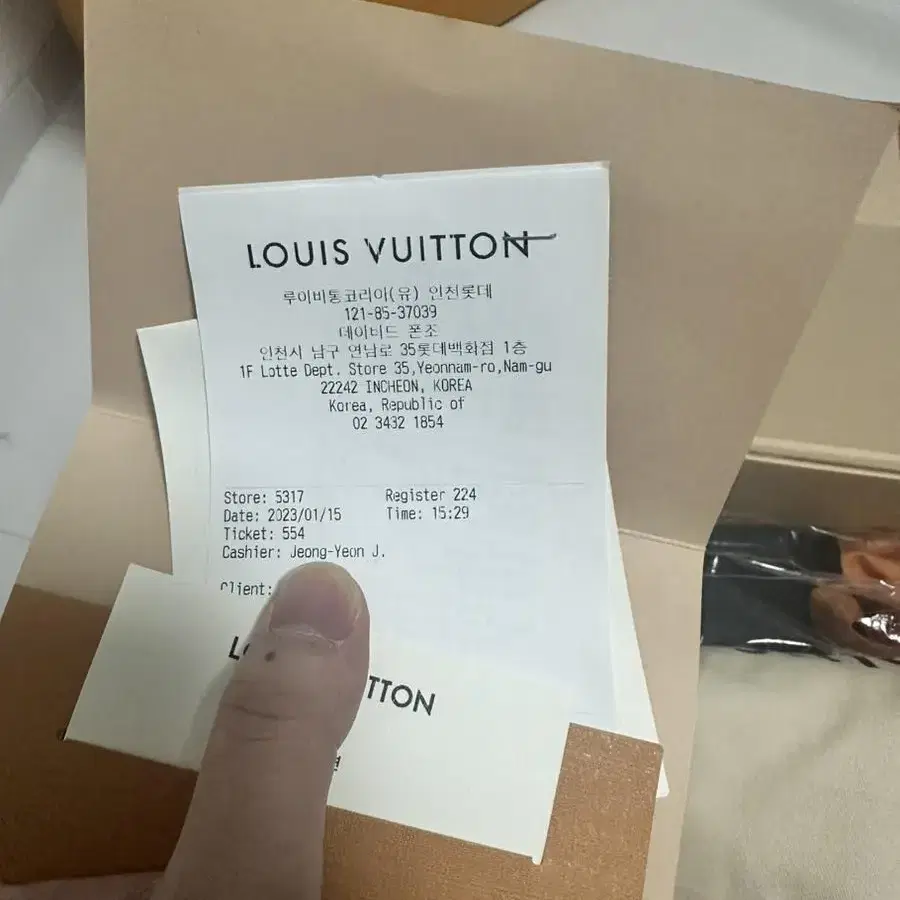 LOUIS VUITTON
루이비통코리아(유) 인천롯데
121-85-37039
데이비드 폰조
인천시 남구 연남로 35롯데백화점 1층
1F Lotte Dept. Store 35,Yeonnam-ro,Nam-gu
22242 INCHEON, KOREA
Korea, Republic of
02 3432 1854
Store: 5317 Register 224
Date: 2023/01/15 Time: 15:29
Ticket: 554
Cashier: Jeong-Yeon J.
Client:
L TTON